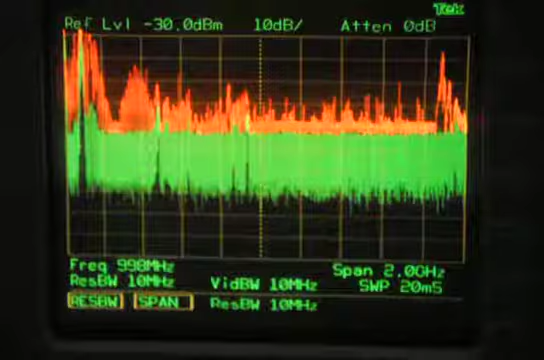 Tek
Ref Lvl -30.0dBm 10dB/ Atten 0dB
Freq 998MHz
Span 2.0GHz
ResBW 10MHz VidBW 10MHz SWP 20mS
RESBW SPAN ResBW 10MHz